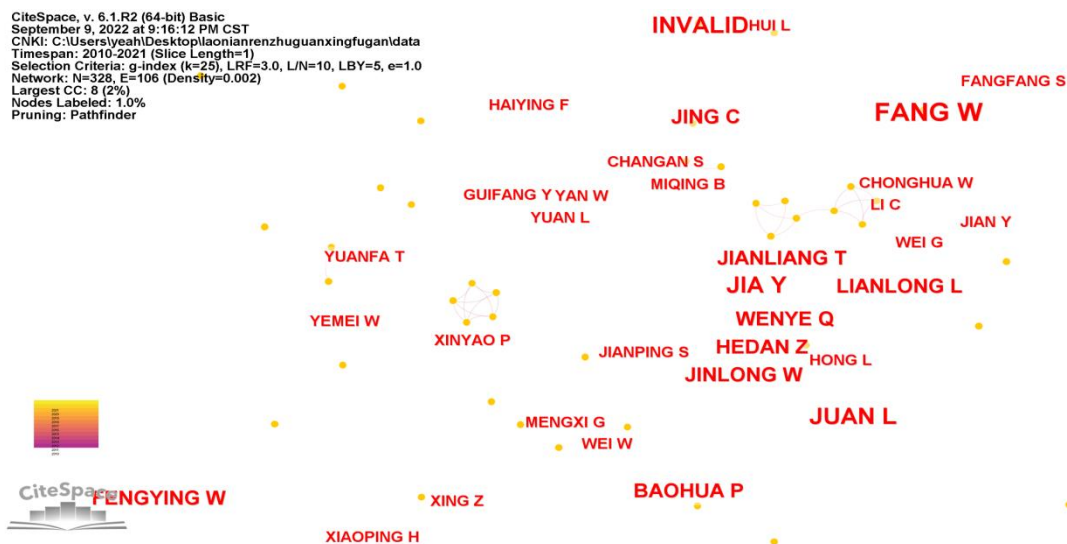 CiteSpace, v. 6.1.R2 (64-bit) Basic
September 9, 2022 at 9:16:12 PM CST
CNKI: C:\Users\yeah\Desktop\laonianrenzhuguanxingfugan\data
Timespan: 2010-2021 (Slice Length=1)
Selection Criteria: g-index (k=25), LRF=3.0, L/N=10, LBY=5, e=1.0
Network: N=328, E=106 (Density=0.002)
Largest CC: 8 (2%)
Nodes Labeled: 1.0%
Pruning: Pathfinder
INVALID
HUI L
FANGFANG S
HAIYING F
JING C
FANG W
CHANGAN S
MIQING B
CHONGHUA W
GUIFANG Y
YAN W
LI C
YUAN L
JIAN Y
WEI G
YUANFA T
JIANLIANG T
JIA Y
LIANLONG L
YEMEI W
WENYE Q
XINYAO P
HEDAN Z
JIANPING S
HONG L
JINLONG W
MENGXI G
JUAN L
WEI W
CiteSpace
FENGYING W
BAOHUA P
XING Z
XIAOPING H